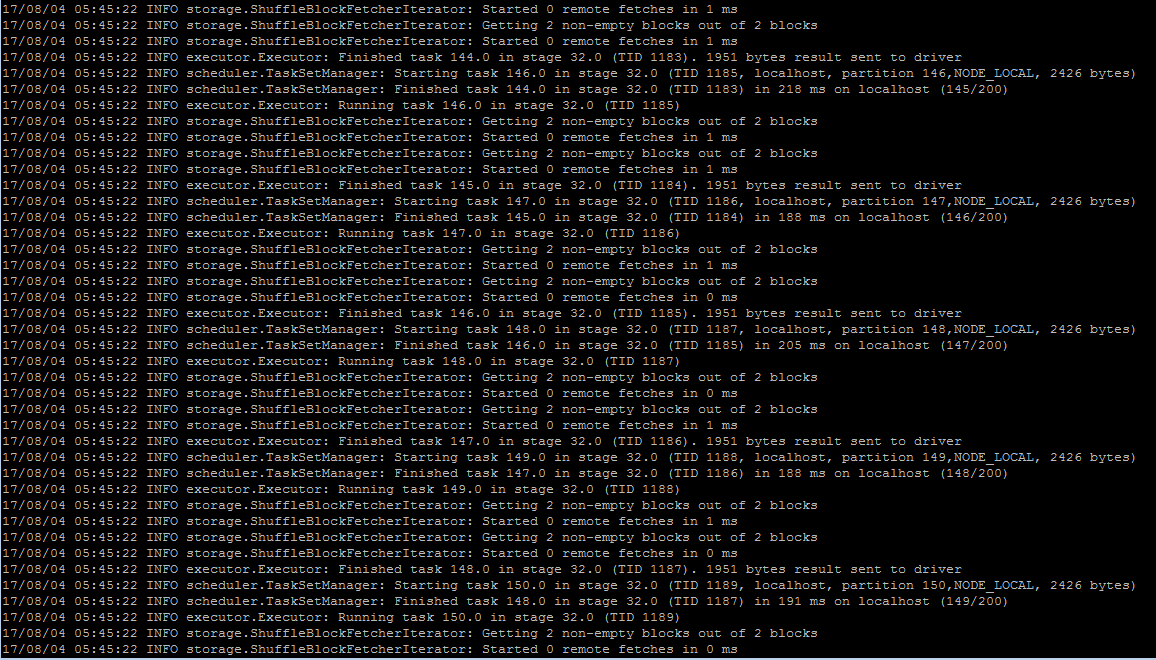 17/08/04 05:45:22 INFO storage.ShuffleBlockFetcherIterator: Started 0 remote fetches in 1 ms
17/08/04 05:45:22 INFO storage.ShuffleBlockFetcherIterator: Getting 2 non-empty blocks out of 2 blocks
17/08/04 05:45:22 INFO storage.ShuffleBlockFetcherIterator: Started 0 remote fetches in 1 ms
17/08/04 05:45:22 INFO executor.Executor: Finished task 144.0 in stage 32.0 (TID 1183). 1951 bytes result sent to driver
17/08/04 05:45:22 INFO scheduler.TaskSetManager: Starting task 146.0 in stage 32.0 (TID 1185, localhost, partition 146,NODE_LOCAL, 2426 bytes)
17/08/04 05:45:22 INFO scheduler.TaskSetManager: Finished task 144.0 in stage 32.0 (TID 1183) in 218 ms on localhost (145/200)
17/08/04 05:45:22 INFO executor.Executor: Running task 146.0 in stage 32.0 (TID 1185)
17/08/04 05:45:22 INFO storage.ShuffleBlockFetcherIterator: Getting 2 non-empty blocks out of 2 blocks
17/08/04 05:45:22 INFO storage.ShuffleBlockFetcherIterator: Started 0 remote fetches in 1 ms
17/08/04 05:45:22 INFO storage.ShuffleBlockFetcherIterator: Getting 2 non-empty blocks out of 2 blocks
17/08/04 05:45:22 INFO storage.ShuffleBlockFetcherIterator: Started 0 remote fetches in 1 ms
17/08/04 05:45:22 INFO executor.Executor: Finished task 145.0 in stage 32.0 (TID 1184). 1951 bytes result sent to driver
17/08/04 05:45:22 INFO scheduler.TaskSetManager: Starting task 147.0 in stage 32.0 (TID 1186, localhost, partition 147,NODE_LOCAL, 2426 bytes)
17/08/04 05:45:22 INFO scheduler.TaskSetManager: Finished task 145.0 in stage 32.0 (TID 1184) in 188 ms on localhost (146/200)
17/08/04 05:45:22 INFO executor.Executor: Running task 147.0 in stage 32.0 (TID 1186)
17/08/04 05:45:22 INFO storage.ShuffleBlockFetcherIterator: Getting 2 non-empty blocks out of 2 blocks
17/08/04 05:45:22 INFO storage.ShuffleBlockFetcherIterator: Started 0 remote fetches in 1 ms
17/08/04 05:45:22 INFO storage.ShuffleBlockFetcherIterator: Getting 2 non-empty blocks out of 2 blocks
17/08/04 05:45:22 INFO storage.ShuffleBlockFetcherIterator: Started 0 remote fetches in 0 ms
17/08/04 05:45:22 INFO executor.Executor: Finished task 146.0 in stage 32.0 (TID 1185). 1951 bytes result sent to driver
17/08/04 05:45:22 INFO scheduler.TaskSetManager: Starting task 148.0 in stage 32.0 (TID 1187, localhost, partition 148,NODE_LOCAL, 2426 bytes)
17/08/04 05:45:22 INFO scheduler.TaskSetManager: Finished task 146.0 in stage 32.0 (TID 1185) in 205 ms on localhost (147/200)
17/08/04 05:45:22 INFO executor.Executor: Running task 148.0 in stage 32.0 (TID 1187)
17/08/04 05:45:22 INFO storage.ShuffleBlockFetcherIterator: Getting 2 non-empty blocks out of 2 blocks
17/08/04 05:45:22 INFO storage.ShuffleBlockFetcherIterator: Started 0 remote fetches in 0 ms
17/08/04 05:45:22 INFO storage.ShuffleBlockFetcherIterator: Getting 2 non-empty blocks out of 2 blocks
17/08/04 05:45:22 INFO storage.ShuffleBlockFetcherIterator: Started 0 remote fetches in 1 ms
17/08/04 05:45:22 INFO executor.Executor: Finished task 147.0 in stage 32.0 (TID 1186). 1951 bytes result sent to driver
17/08/04 05:45:22 INFO scheduler.TaskSetManager: Starting task 149.0 in stage 32.0 (TID 1188, localhost, partition 149,NODE_LOCAL, 2426 bytes)
17/08/04 05:45:22 INFO scheduler.TaskSetManager: Finished task 147.0 in stage 32.0 (TID 1186) in 188 ms on localhost (148/200)
17/08/04 05:45:22 INFO executor.Executor: Running task 149.0 in stage 32.0 (TID 1188)
17/08/04 05:45:22 INFO storage.ShuffleBlockFetcherIterator: Getting 2 non-empty blocks out of 2 blocks
17/08/04 05:45:22 INFO storage.ShuffleBlockFetcherIterator: Started 0 remote fetches in 1 ms
17/08/04 05:45:22 INFO storage.ShuffleBlockFetcherIterator: Getting 2 non-empty blocks out of 2 blocks
17/08/04 05:45:22 INFO storage.ShuffleBlockFetcherIterator: Started 0 remote fetches in 0 ms
17/08/04 05:45:22 INFO executor.Executor: Finished task 148.0 in stage 32.0 (TID 1187). 1951 bytes result sent to driver
17/08/04 05:45:22 INFO scheduler.TaskSetManager: Starting task 150.0 in stage 32.0 (TID 1189, localhost, partition 150,NODE_LOCAL, 2426 bytes)
17/08/04 05:45:22 INFO scheduler.TaskSetManager: Finished task 148.0 in stage 32.0 (TID 1187) in 191 ms on localhost (149/200)
17/08/04 05:45:22 INFO executor.Executor: Running task 150.0 in stage 32.0 (TID 1189)
17/08/04 05:45:22 INFO storage.ShuffleBlockFetcherIterator: Getting 2 non-empty blocks out of 2 blocks
17/08/04 05:45:22 INFO storage.ShuffleBlockFetcherIterator: Started 0 remote fetches in 0 ms